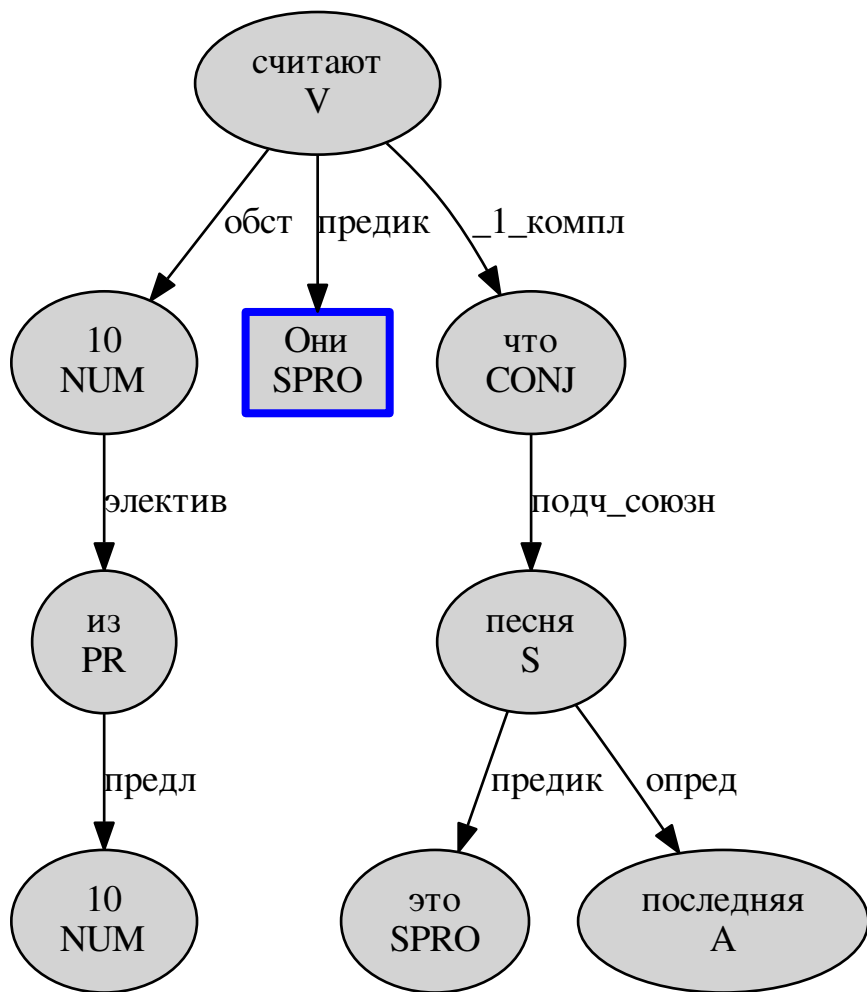 считают
V
обст
предик
_1_компл
10
NUM
Они
SPRO
что
CONJ
электив
подч_союзн
из
PR
песня
S
предл
предик
опред
10
NUM
это
SPRO
последняя
A